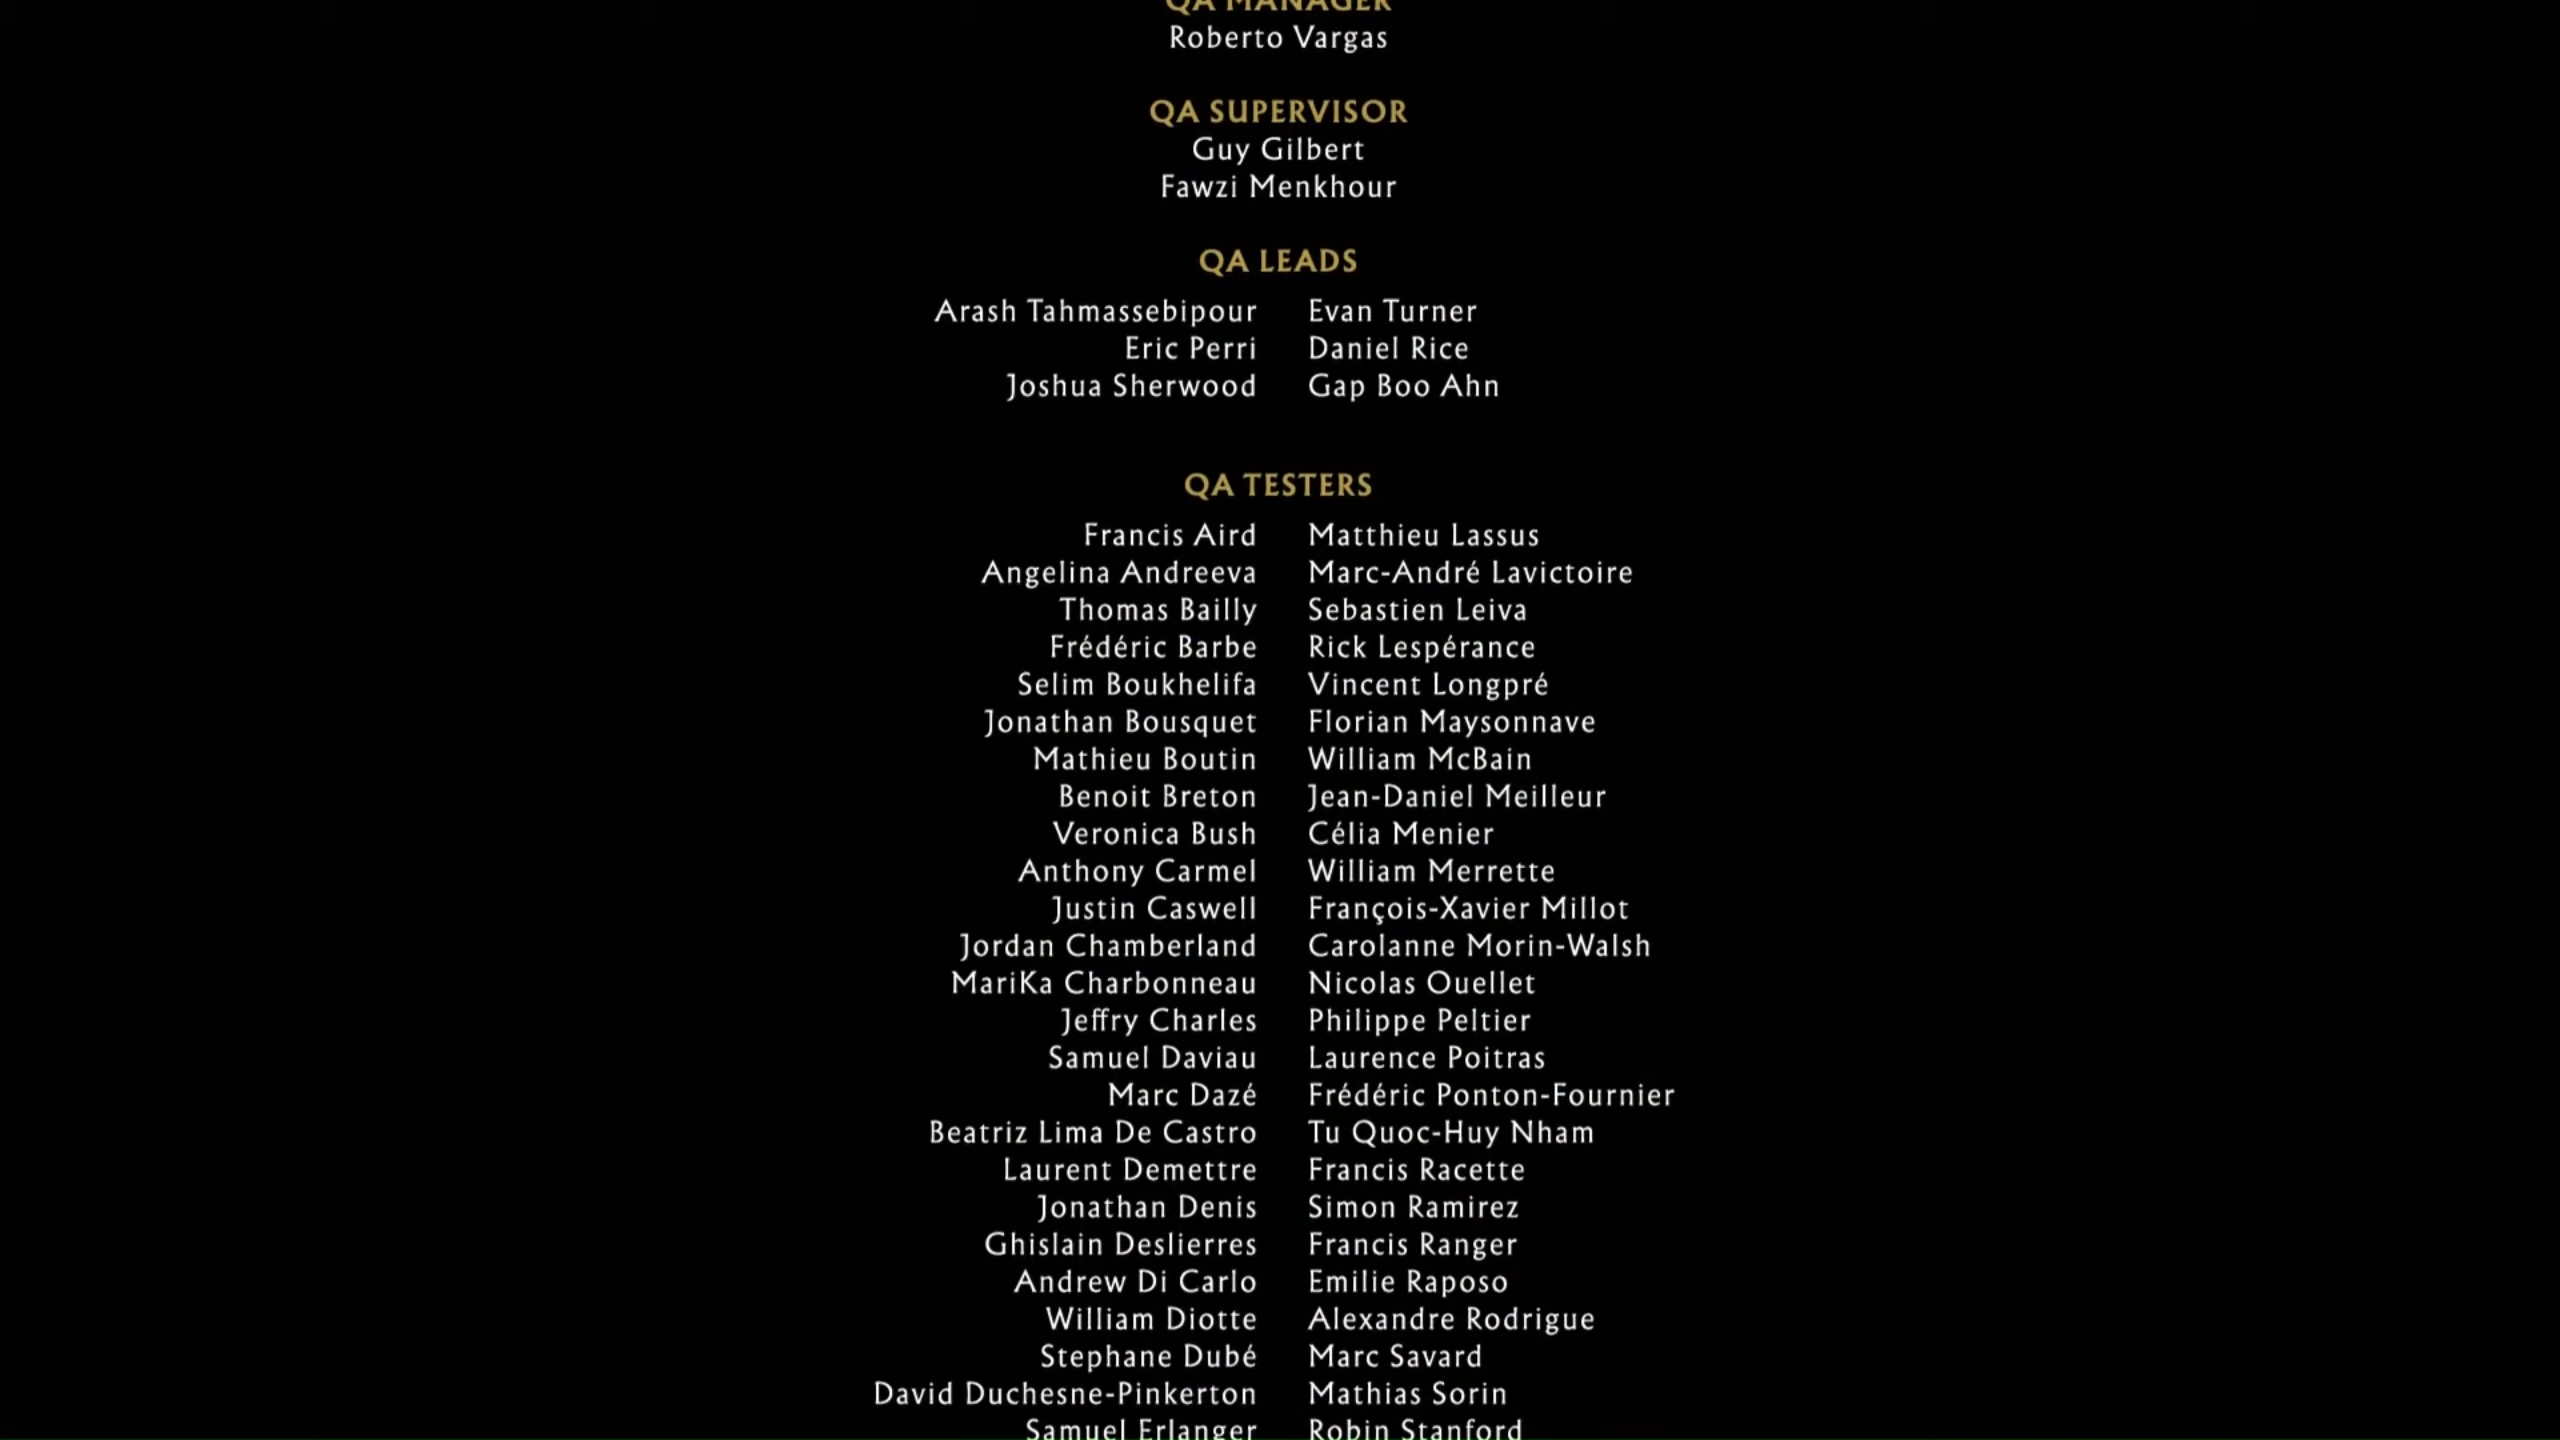 QA MANAGER
Roberto Vargas
QA SUPERVISOR
Guy Gilbert
Fawzi Menkhour
QA LEADS
Arash Tahmassebipour Evan Turner
Eric Perri Daniel Rice
Joshua Sherwood Gap Boo Ahn
QA TESTERS
Francis Aird Matthieu Lassus
Angelina Andreeva Marc-André Lavictoire
Thomas Bailly Sebastien Leiva
Frédéric Barbe Rick Lespérance
Selim Boukhelifa Vincent Longpré
Jonathan Bousquet Florian Maysonnave
Mathieu Boutin William McBain
Benoit Breton Jean-Daniel Meilleur
Veronica Bush Célia Menier
Anthony Carmel William Merrette
Justin Caswell François-Xavier Millot
Jordan Chamberland Carolanne Morin-Walsh
MariKa Charbonneau Nicolas Ouellet
Jeffry Charles Philippe Peltier
Samuel Daviau Laurence Poitras
Marc Dazé Frédéric Ponton-Fournier
Beatriz Lima De Castro Tu Quoc-Huy Nham
Laurent Demettre Francis Racette
Jonathan Denis Simon Ramirez
Ghislain Deslierres Francis Ranger
Andrew Di Carlo Emilie Raposo
William Diotte Alexandre Rodrigue
Stephane Dubé Marc Savard
David Duchesne-Pinkerton Mathias Sorin
Samuel Erlanger Robin Stanford